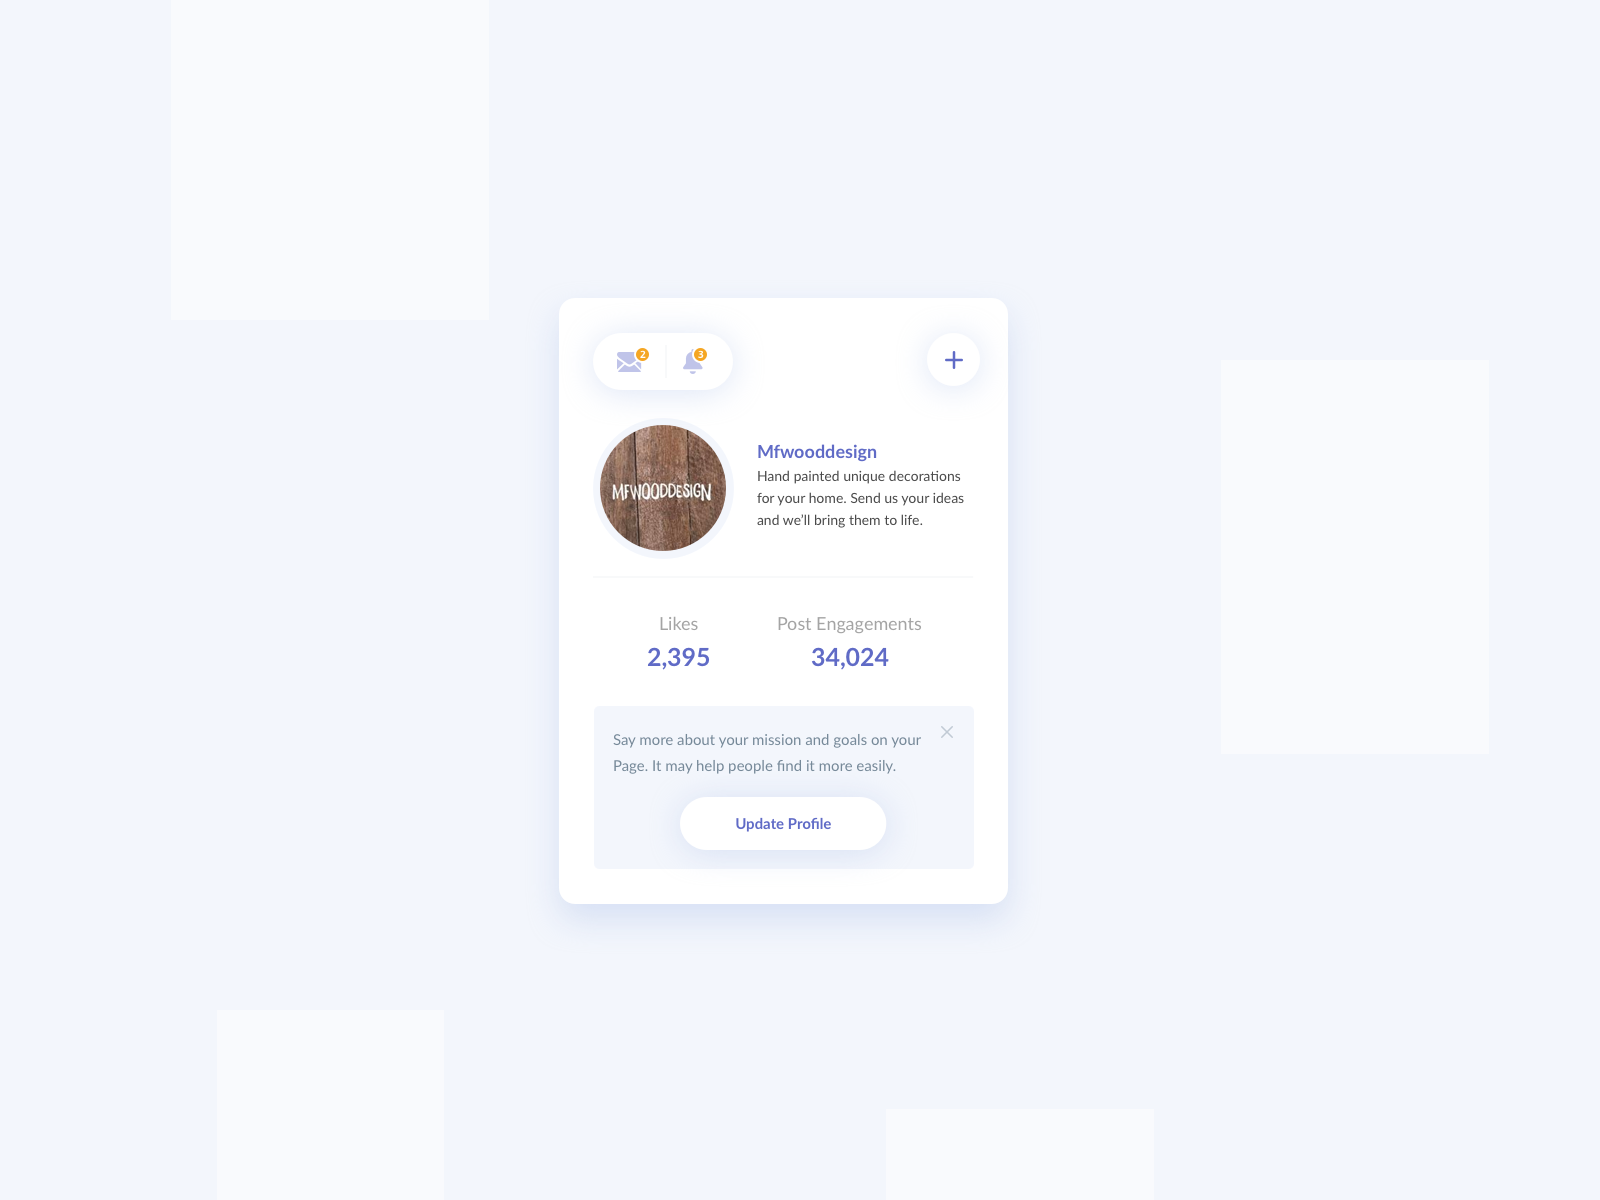 2
3
MFWOODDESIGN
Mfwooddesign
Hand painted unique decorations
for your home. Send us your ideas
and we'll bring them to life.
Likes
Post Engagements
2,395
34,024
Say more about your mission and goals on your
Page. It may help people find it more easily.
Update Profile